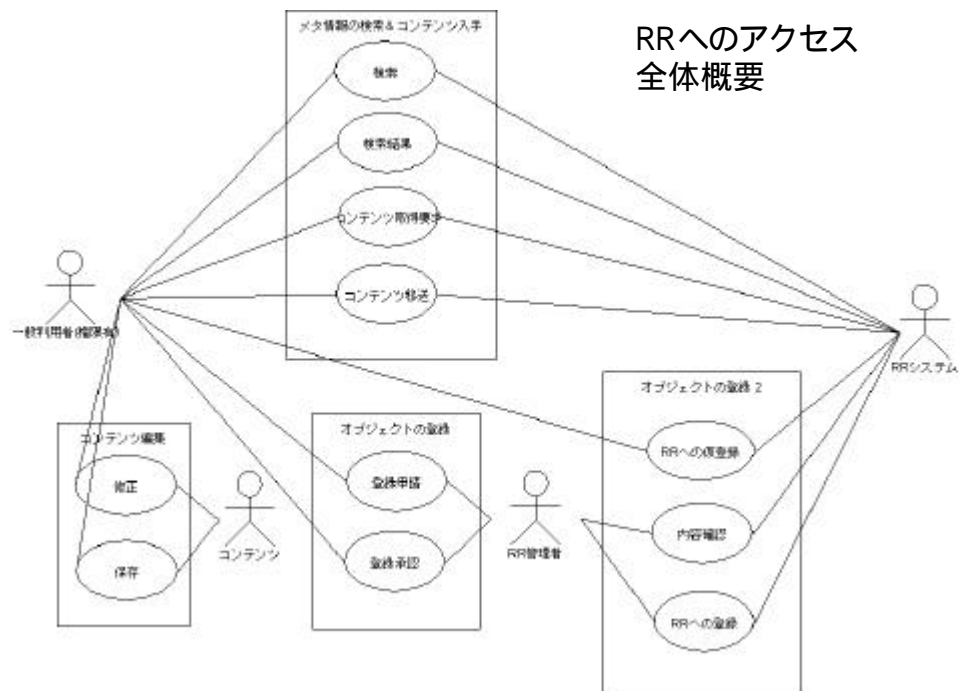 RRへのアクセス
全体概要
メタ情報の検索&コンテンツ入手
検索
検索結果
コンテンツ取得要求
コンテンツ移送
一般利用者(権限有)
RRシステム
オブジェクトの登録2
RRへの仮登録
内容確認
RRへの登録
コンテンツ編集
修正
保存
コンテンツ
オブジェクトの登録
登録申請
登録承認
RR管理者